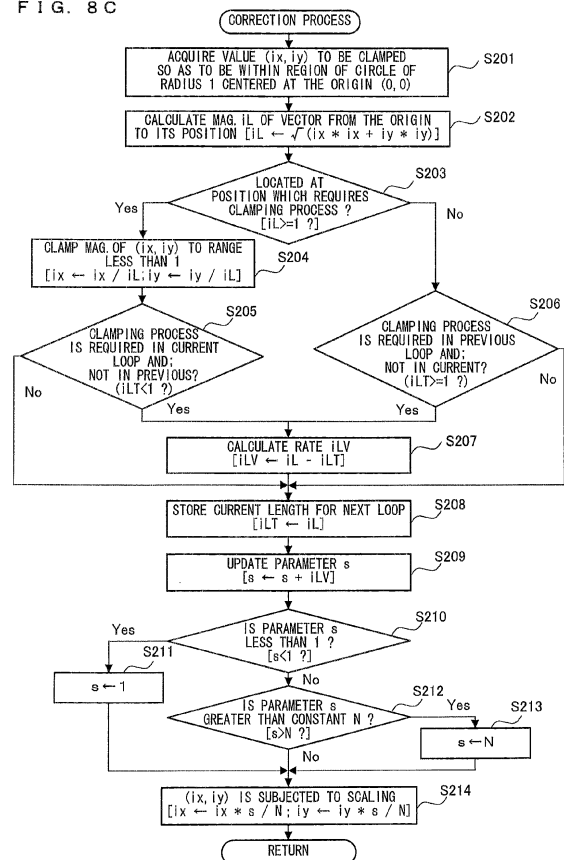 FIG. 8C
CORRECTION PROCESS
ACQUIRE VALUE (ix,iy) TO BE CLAMPED
SO AS TO BE WITHIN REGION OF CIRCLE OF
RADIUS 1 CENTERED AT THE ORIGIN (0,0)
S201
CALCULATE MAG. iL OF VECTOR FROM THE ORIGIN
TO ITS POSITION [iL ← √(ix * ix + iy * iy)]
S202
LOCATED AT
POSITION WHICH REQUIRES
CLAMPING PROCESS ?
[iL>=1 ?]
S203
Yes
No
CLAMP MAG. OF (ix,iy) TO RANGE
LESS THAN 1
[ix ← ix / iL;iy ← iy / iL]
S204
CLAMPING PROCESS
IS REQUIRED IN CURRENT
LOOP AND;
NOT IN PREVIOUS?
(iLT<1 ?)
S205
No
Yes
CLAMPING PROCESS
IS REQUIRED IN PREVIOUS
LOOP AND;
NOT IN CURRENT?
(iLT>=1 ?)
S206
Yes
No
CALCULATE RATE iLV
[iLV ← iL - iLT]
S207
STORE CURRENT LENGTH FOR NEXT LOOP
[iLT ← iL]
S208
UPDATE PARAMETER s
[s ← s + iLV]
S209
IS PARAMETER s
LESS THAN 1 ?
[s<1 ?]
S210
Yes
No
S211
s ← 1
IS PARAMETER s
GREATER THAN CONSTANT N ?
[s>N ?]
S212
Yes
No
S213
s ← N
(ix,iy) IS SUBJECTED TO SCALING
[ix ← ix * s / N ; iy ← iy * s / N]
S214
RETURN